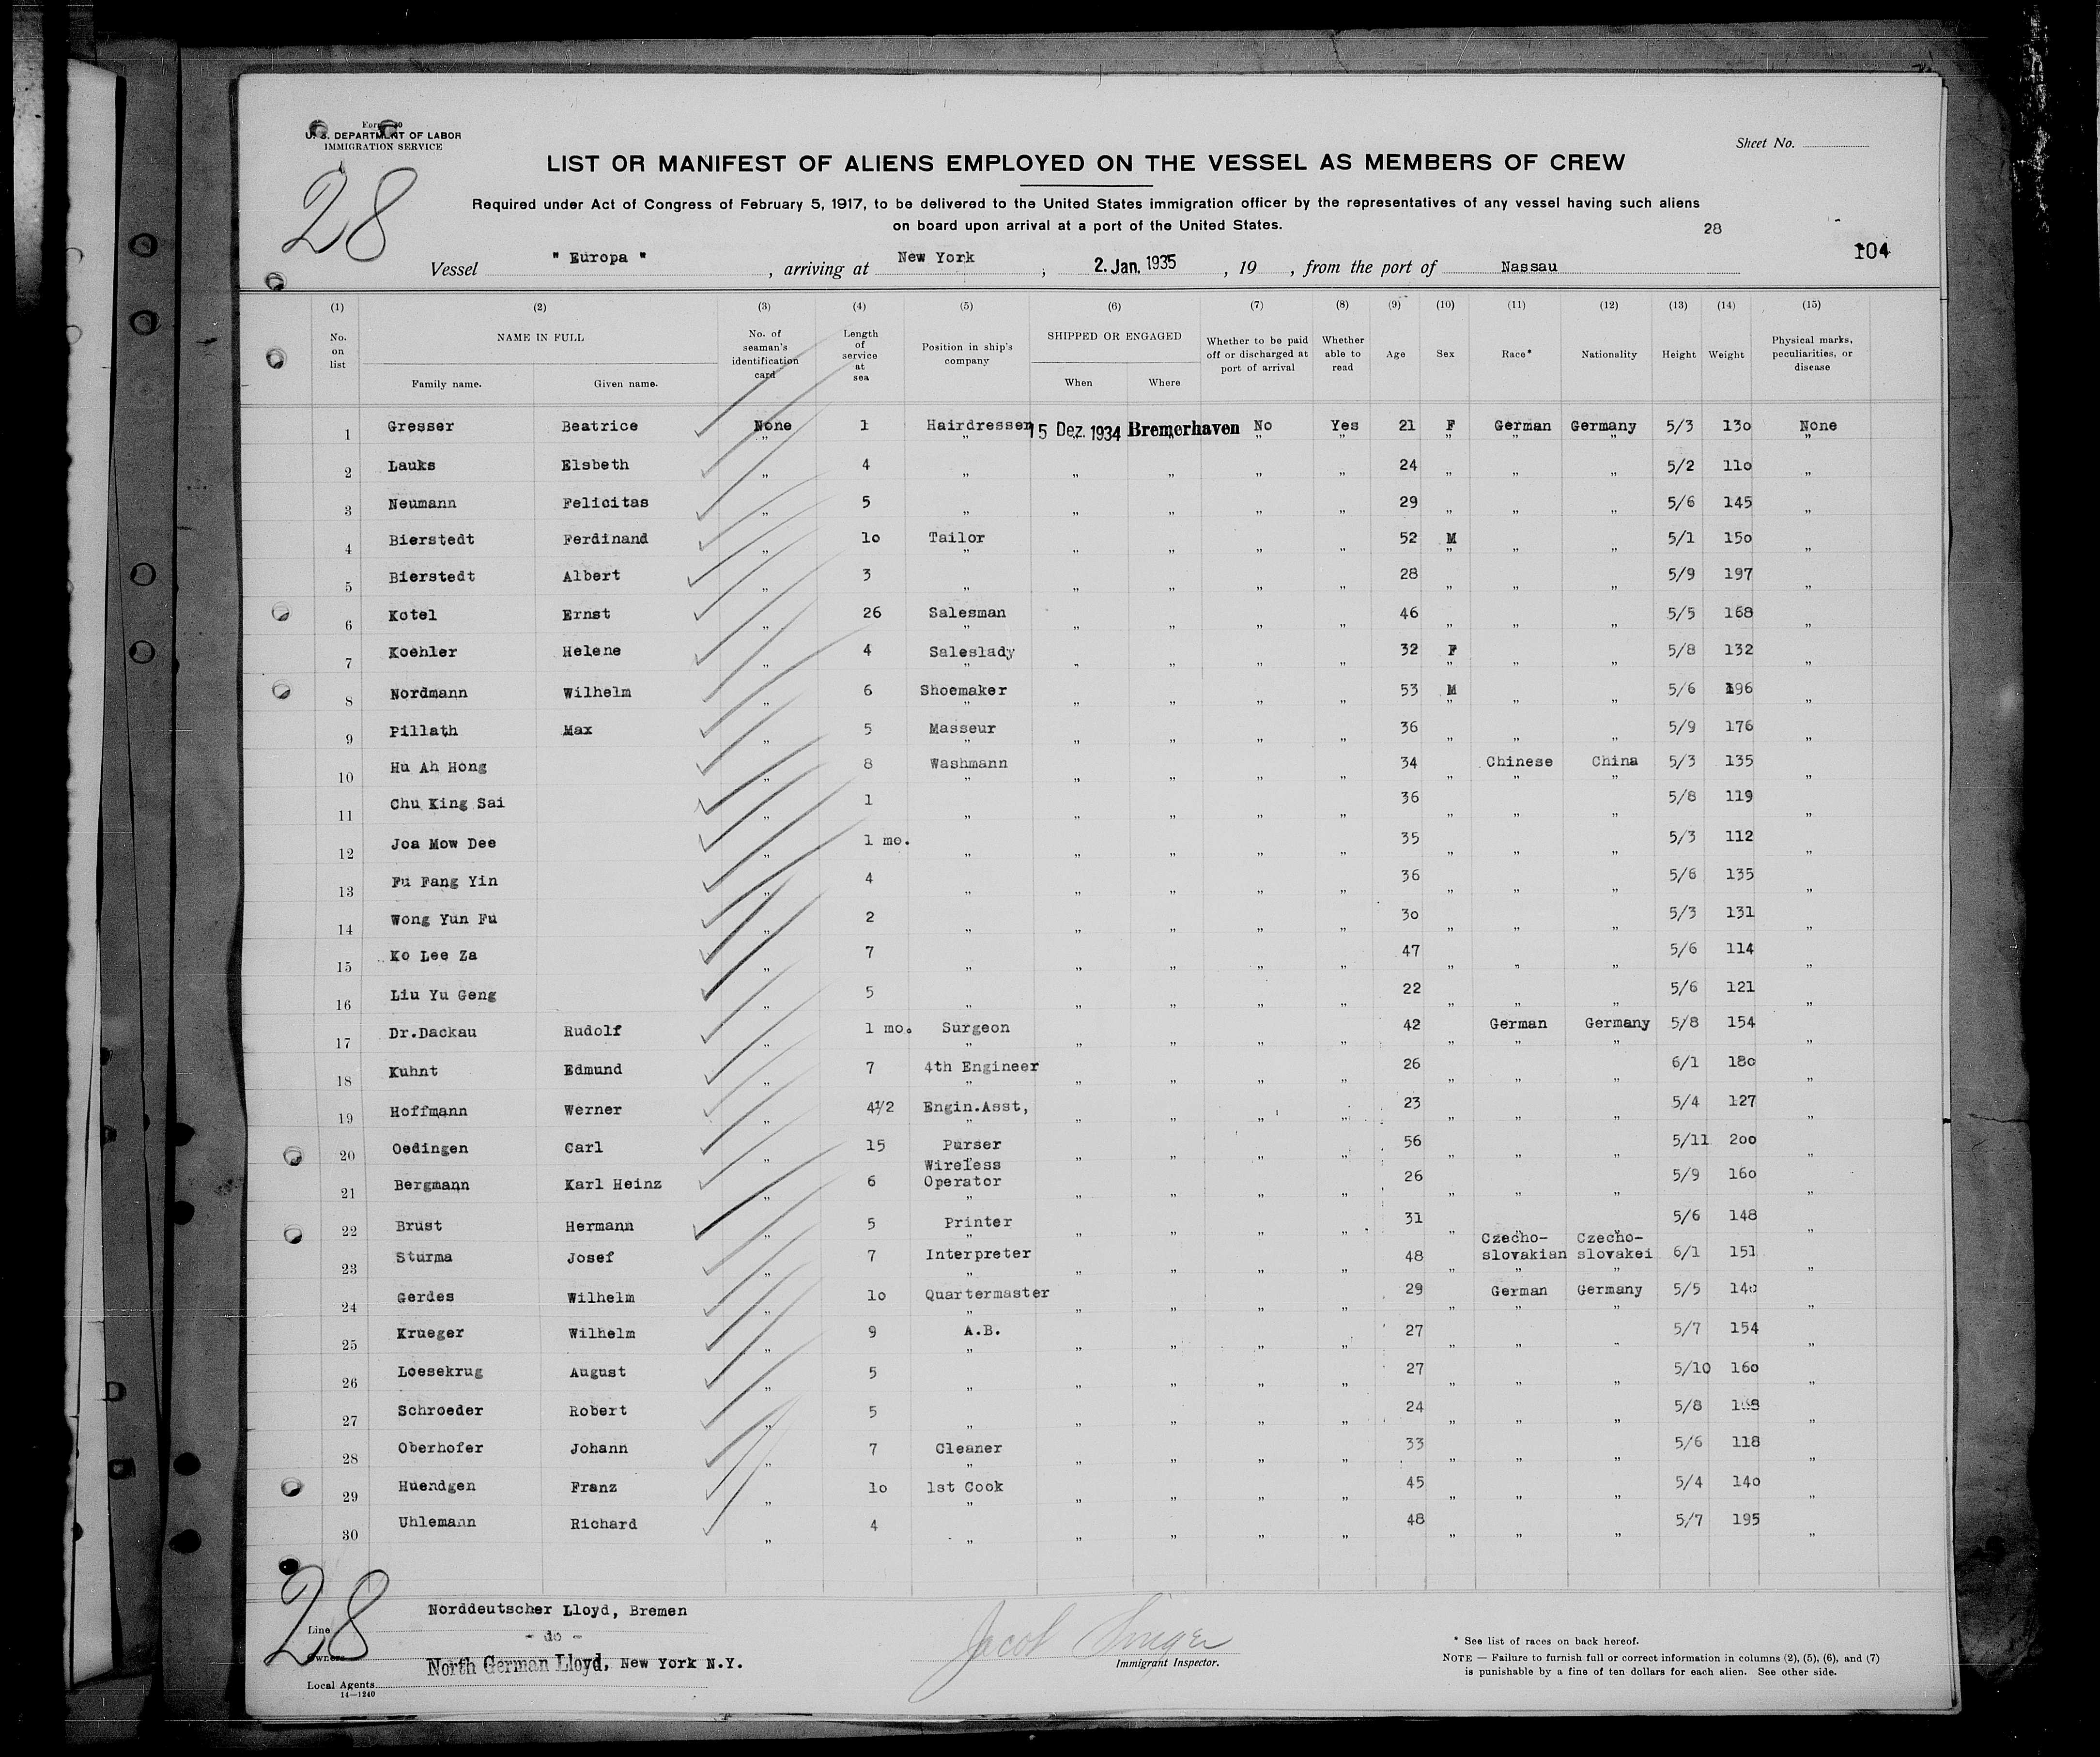 Form
U. S. DEPARTMENT OF LABOR
IMMIGRATION SERVICE
Sheet No.
28
LIST OR MANIFEST OF ALIENS EMPLOYED ON THE VESSEL AS MEMBERS OF CREW
Required under Act of Congress of February 5, 1917, to be delivered to the United States immigration officer by the representatives of any vessel having such aliens
on board upon arrival at a port of the United States.
28
104
Vessel " Europa " , arriving at New York , 2. Jan. 1935 , 19 , from the port of Nassau
(1) (2) (3) (4) (5) (6) (7) (8) (9) (10) (11) (12) (13) (14) (15)
No. on list NAME IN FULL Family name. Given name. No. of seaman's identification card Length of service at sea Position in ship's company SHIPPED OR ENGAGED When Where Whether to be paid off or discharged at port of arrival Whether able to read Age Sex Race* Nationality Height Weight Physical marks, peculiarities, or disease
1 Gresser Beatrice None 1 Hairdresser 15 Dez. 1934 Bremerhaven No Yes 21 F German Germany 5/3 130 None
2 Lauks Elsbeth " 4 " " " " " 24 " " " 5/2 110 "
3 Neumann Felicitas " 5 " " " " " 29 " " " 5/6 145 "
4 Bierstedt Ferdinand " 10 Tailor " " " " 52 M " " 5/1 150 "
5 Bierstedt Albert " 3 " " " " " 28 " " " 5/9 197 "
6 Kotel Ernst " 26 Salesman " " " " 46 " " " 5/5 168 "
7 Koehler Helene " 4 Saleslady " " " " 32 F " " 5/8 132 "
8 Nordmann Wilhelm " 6 Shoemaker " " " " 53 M " " 5/6 196 "
9 Pillath Max " 5 Masseur " " " " 36 " " " 5/9 176 "
10 Hu Ah Hong " 8 Washmann " " " " 34 " Chinese China 5/3 135 "
11 Chu King Sai " 1 " " " " " 36 " " " 5/8 119 "
12 Joa Mow Dee " 1 mo. " " " " " 35 " " " 5/3 112 "
13 Fu Fang Yin " 4 " " " " " 36 " " " 5/6 135 "
14 Wong Yun Fu " 2 " " " " " 30 " " " 5/3 131 "
15 Ko Lee Za " 7 " " " " " 47 " " " 5/6 114 "
16 Liu Yu Geng " 5 " " " " " 22 " " " 5/6 121 "
17 Dr.Dackau Rudolf " 1 mo. Surgeon " " " " 42 " German Germany 5/8 154 "
18 Kuhnt Edmund " 7 4th Engineer " " " " 26 " " " 6/1 180 "
19 Hoffmann Werner " 4½ Engin.Asst, " " " " 23 " " " 5/4 127 "
20 Oedingen Carl " 15 Purser " " " " 56 " " " 5/11 200 "
21 Bergmann Karl Heinz " 6 Wireless Operator " " " " 26 " " " 5/9 160 "
22 Brust Hermann " 5 Printer " " " " 31 " " " 5/6 148 "
23 Sturma Josef " 7 Interpreter " " " " 48 " Czecho-slovakian Czecho-slovakei 6/1 151 "
24 Gerdes Wilhelm " 10 Quartermaster " " " " 29 " German Germany 5/5 140 "
25 Krueger Wilhelm " 9 A.B. " " " " 27 " " " 5/7 154 "
26 Loesekrug August " 5 " " " " " 27 " " " 5/10 160 "
27 Schroeder Robert " 5 " " " " " 24 " " " 5/8 "
28 Oberhofer Johann " 7 Cleaner " " " " 33 " " " 5/6 118 "
29 Huendgen Franz " 10 1st Cook " " " " 45 " " " 5/4 140 "
30 Uhlemann Richard " 4 " " " " " 48 " " " 5/7 195 "
28
Line Norddeutscher Lloyd, Bremen
Owners - do -
Local Agents North German Lloyd, New York N.Y.
14—1240
Jacob Singer
Immigrant Inspector.
* See list of races on back hereof.
NOTE — Failure to furnish full or correct information in columns (2), (5), (6), and (7)
is punishable by a fine of ten dollars for each alien. See other side.